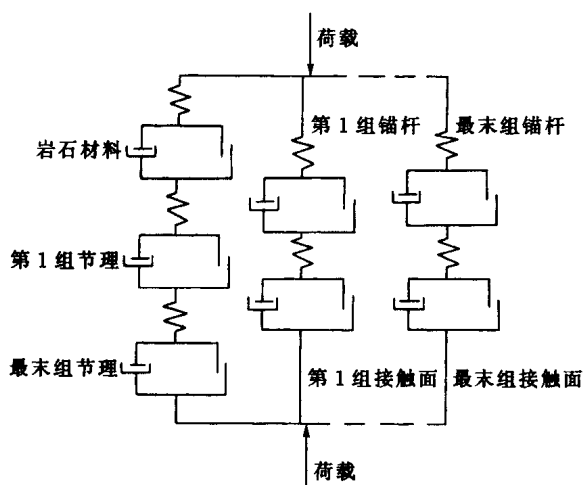 荷载
第1组锚杆
最末组锚杆
岩石材料
第1组节理
最末组节理
第1组接触面
最末组接触面
荷载